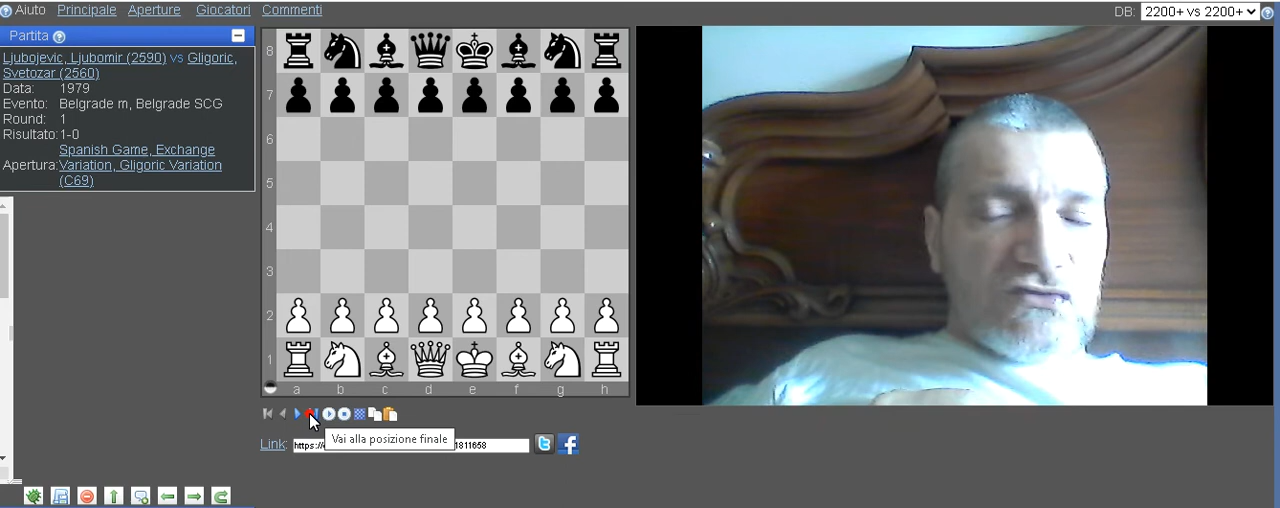 Aiuto Principale Aperture Giocatori Commenti DB: 2200+ vs 2200+
Partita
Ljubojevic, Ljubomir (2590) vs Gligoric,
Svetozar (2560)
Data: 1979
Evento: Belgrade m, Belgrade SCG
Round: 1
Risultato: 1-0
Spanish Game, Exchange
Apertura: Variation, Gligoric Variation
(C69)
8
7
6
5
4
3
2
1
a b c d e f g h
Vai alla posizione finale
Link: https:// 1811658